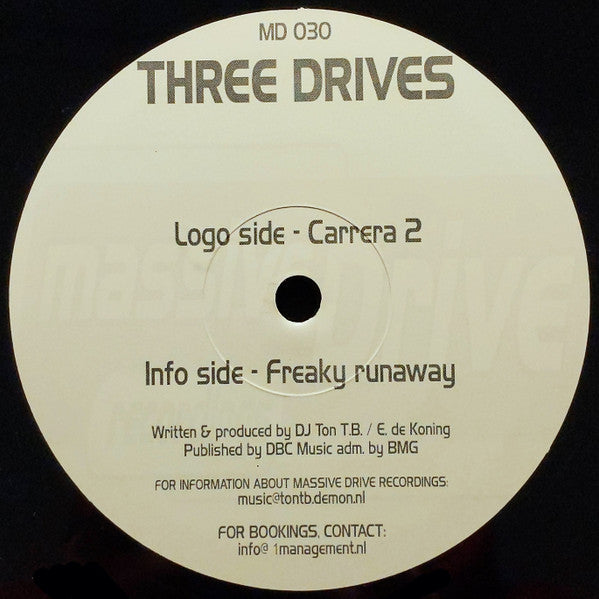 MD 030
THREE DRIVES
Logo side - Carrera 2
massive Drive
Info side - Freaky runaway
Written & produced by DJ Ton T.B. / E. de Koning
Published by DBC Music adm. by BMG
FOR INFORMATION ABOUT MASSIVE DRIVE RECORDINGS:
music@tontb.demon.nl
FOR BOOKINGS, CONTACT:
info@ 1management.nl